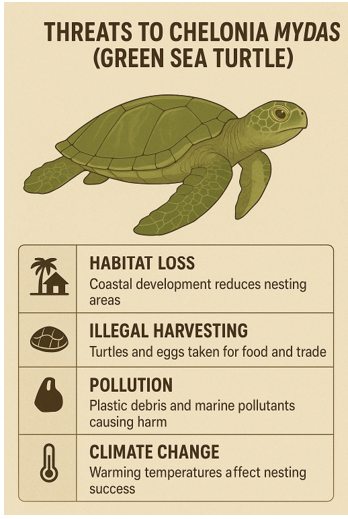 THREATS TO CHELONIA MYDAS
(GREEN SEA TURTLE)
HABITAT LOSS
Coastal development reduces nesting
areas
ILLEGAL HARVESTING
Turtles and eggs taken for food and trade
POLLUTION
Plastic debris and marine pollutants
causing harm
CLIMATE CHANGE
Warming temperatures affect nesting
success